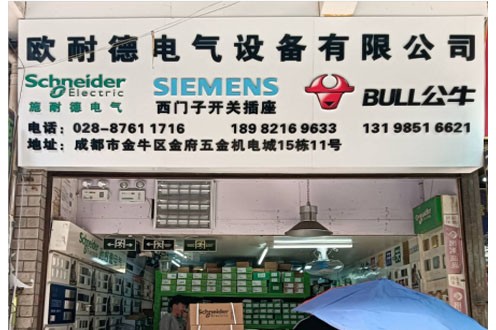 欧耐德电气设备有限公司
Schneider Electric
施耐德电气
SIEMENS
西门子开关插座
BULL公牛
电话：028-8761 1716 189 8216 9633 131 9851 6621
地址：成都市金牛区金府五金机电城15栋11号
Schneider
Schneider